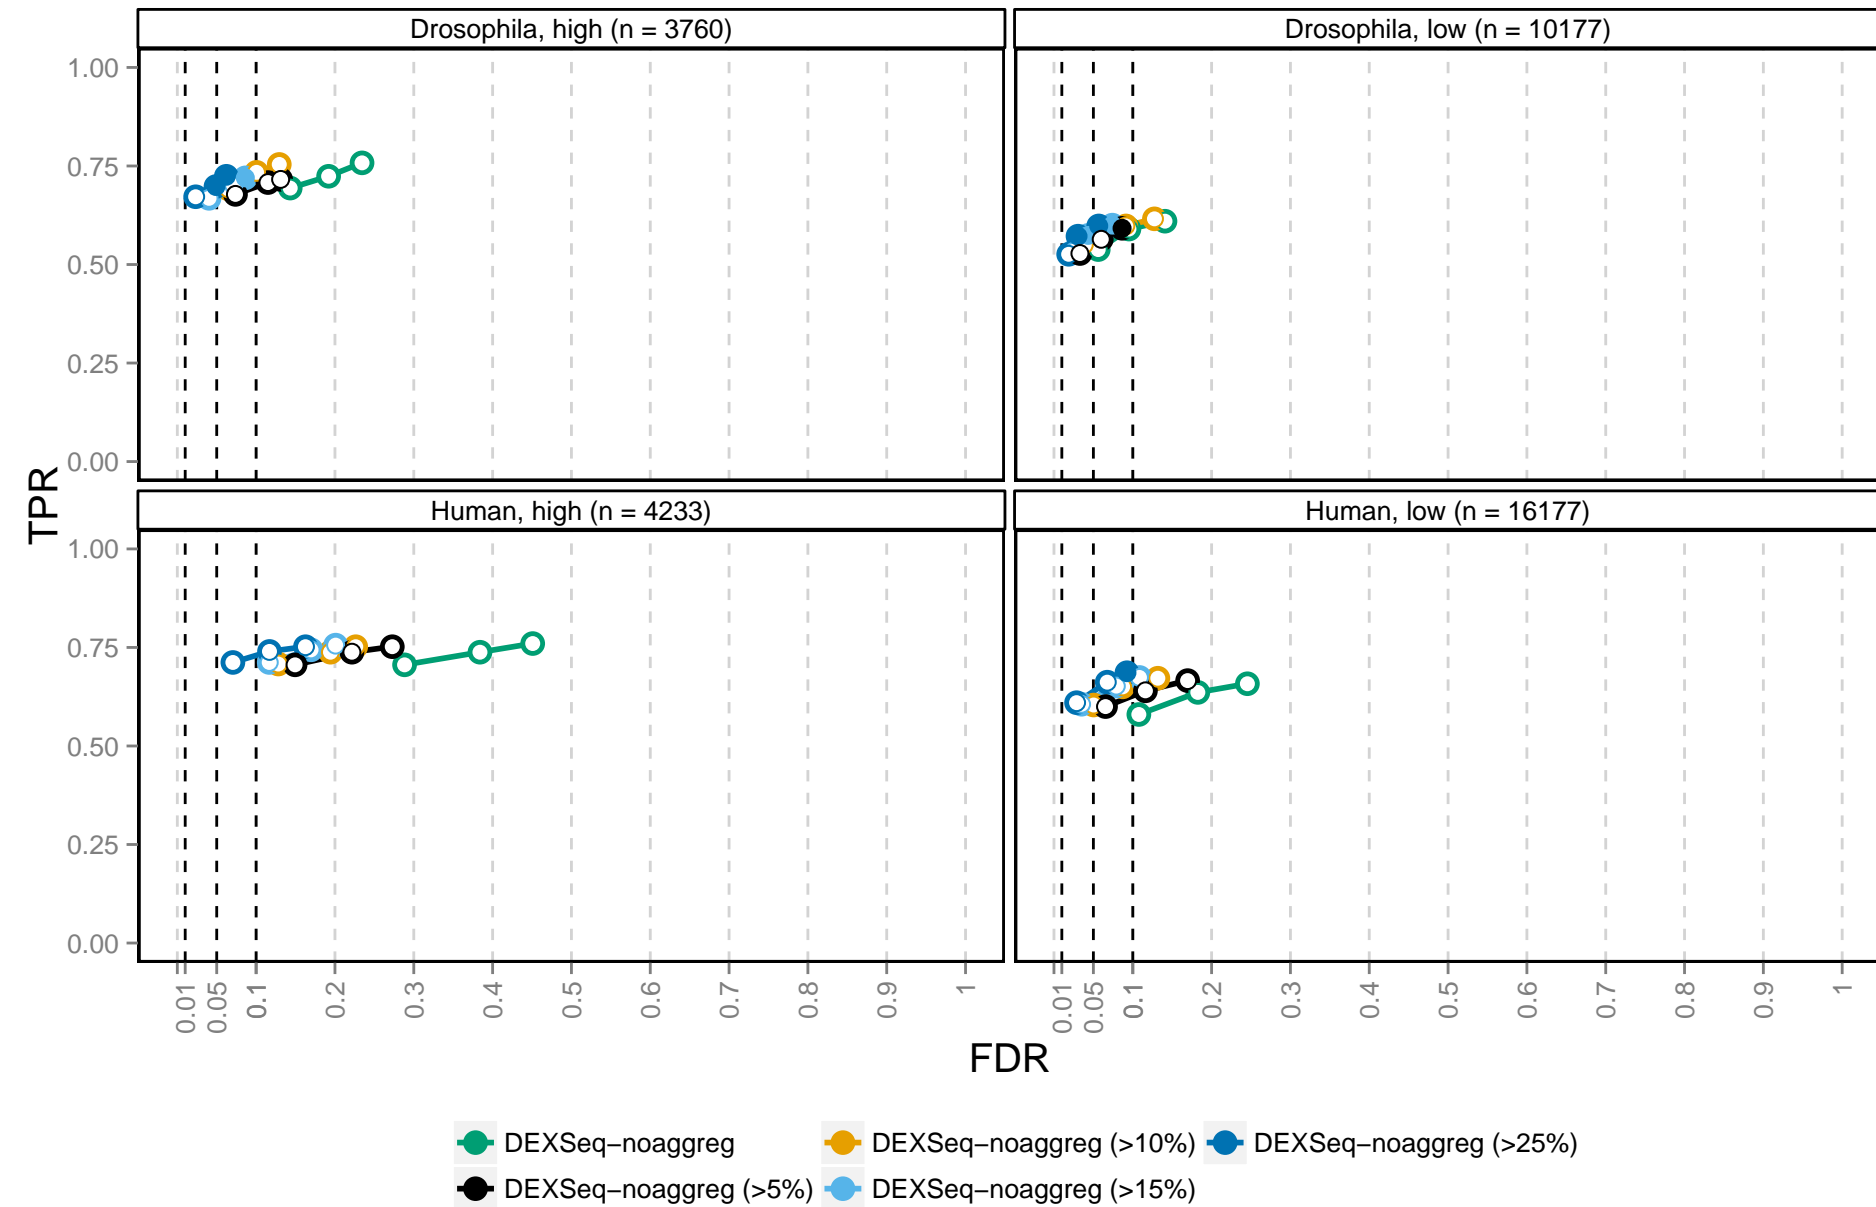 Drosophila, high (n = 3760)
Drosophila, low (n = 10177)
1.00
0.75
0.50
0.25
0.00
TPR
Human, high (n = 4233)
Human, low (n = 16177)
1.00
0.75
0.50
0.25
0.00
0.01 0.05 0.1 0.2 0.3 0.4 0.5 0.6 0.7 0.8 0.9 1
0.01 0.05 0.1 0.2 0.3 0.4 0.5 0.6 0.7 0.8 0.9 1
FDR
DEXSeq−noaggreg DEXSeq−noaggreg (>10%) DEXSeq−noaggreg (>25%)
DEXSeq−noaggreg (>5%) DEXSeq−noaggreg (>15%)